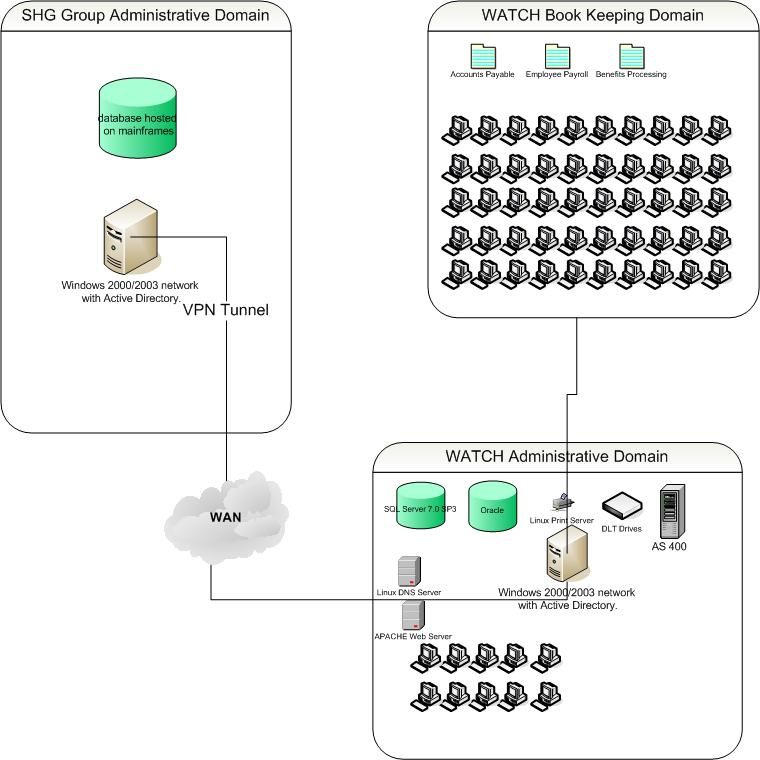 SHG Group Administrative Domain
database hosted
on mainframes
Windows 2000/2003 network
with Active Directory.
VPN Tunnel
WAN
WATCH Book Keeping Domain
Accounts Payable
Employee Payroll
Benefits Processing
WATCH Administrative Domain
SQL Server 7.0 SP3
Oracle
Linux Print Server
DLT Drives
AS 400
Linux DNS Server
Windows 2000/2003 network
with Active Directory.
APACHE Web Server